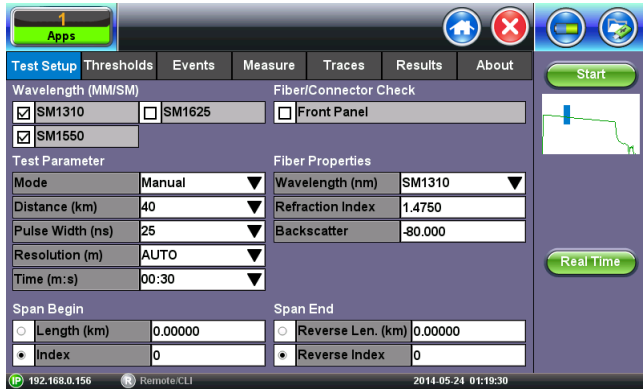 1
Apps
Test Setup Thresholds Events Measure Traces Results About
Start
Wavelength (MM/SM) Fiber/Connector Check
SM1310 SM1625 Front Panel
SM1550
Test Parameter Fiber Properties
Mode Manual Wavelength (nm) SM1310
Distance (km) 40 Refraction Index 1.4750
Pulse Width (ns) 25 Backscatter -80.000
Resolution (m) AUTO
Real Time
Time (m:s) 00:30
Span Begin Span End
Length (km) 0.00000 Reverse Len. (km) 0.00000
Index 0 Reverse Index 0
IP 192.168.0.156 R Remote/CLI 2014-05-24 01:19:30